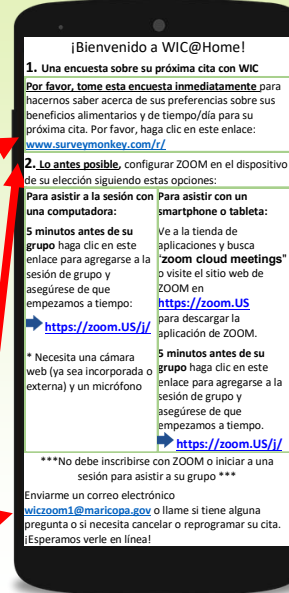 ¡Bienvenido a WIC@Home!
1. Una encuesta sobre su próxima cita con WIC
Por favor, tome esta encuesta inmediatamente para
hacernos saber acerca de sus preferencias sobre sus
beneficios alimentarios y de tiempo/día para su
próxima cita. Por favor, haga clic en este enlace:
www.surveymonkey.com/r/
2. Lo antes posible, configurar ZOOM en el dispositivo
de su elección siguiendo estas opciones:
Para asistir a la sesión con
una computadora:
5 minutos antes de su
grupo haga clic en este
enlace para agregarse a la
sesión de grupo y
asegúrese de que
empezamos a tiempo:
https://zoom.US/j/
* Necesita una cámara
web (ya sea incorporada o
externa) y un micrófono
Para asistir con un
smartphone o tableta:
Ve a la tienda de
aplicaciones y busca
"zoom cloud meetings"
o visite el sitio web de
ZOOM en
https://zoom.US
para descargar la
aplicación de ZOOM.
5 minutos antes de su
grupo haga clic en este
enlace para agregarse a la
sesión de grupo y
asegúrese de que
empezamos a tiempo.
https://zoom.US/j/
***No debe inscribirse con ZOOM o iniciar a una
sesión para asistir a su grupo ***
Enviarme un correo electrónico
wiczoom1@maricopa.gov o llame si tiene alguna
pregunta o si necesita cancelar o reprogramar su cita.
¡Esperamos verle en línea!